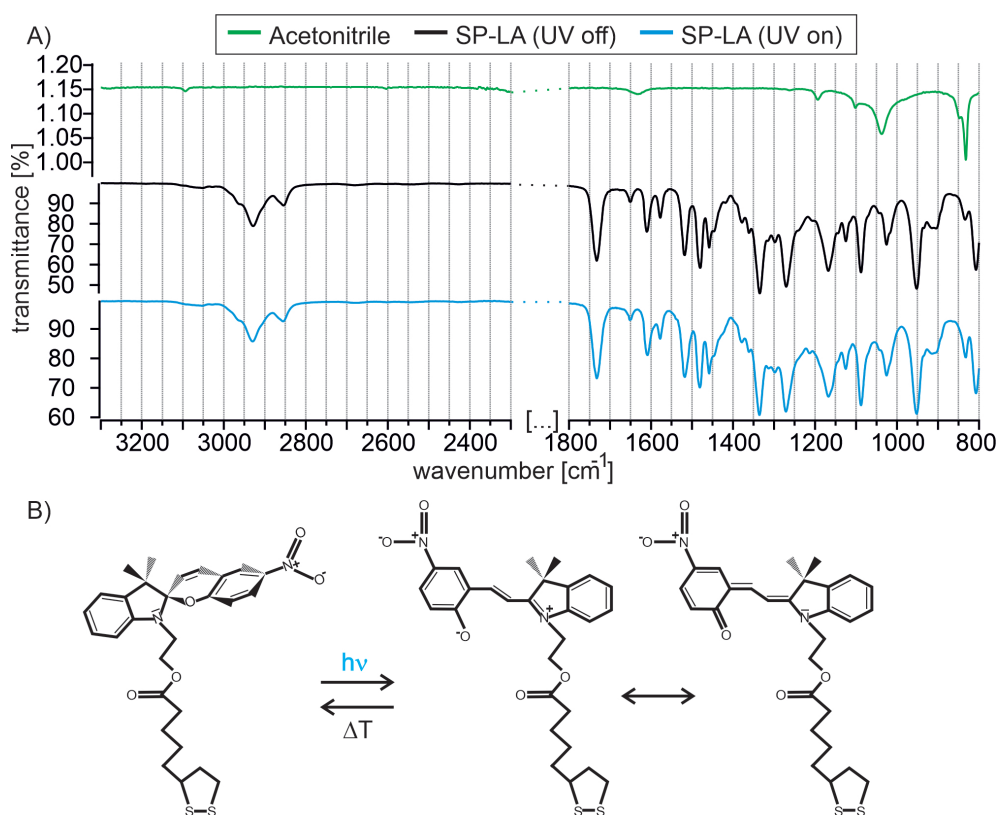 A)
Acetonitrile SP-LA (UV off) SP-LA (UV on)
transmittance [%]
1.20
1.15
1.10
1.05
1.00
90
80
70
60
50
90
80
70
60
3200 3000 2800 2600 2400 [...] 1800 1600 1400 1200 1000 800
wavenumber [cm-1]
B)
O
-O N+
O-
N
O
O
hν
ΔT
S-S
O
-O N+
-O
N+
O
O
S-S
O
-O N+
O
N
O
O
S-S